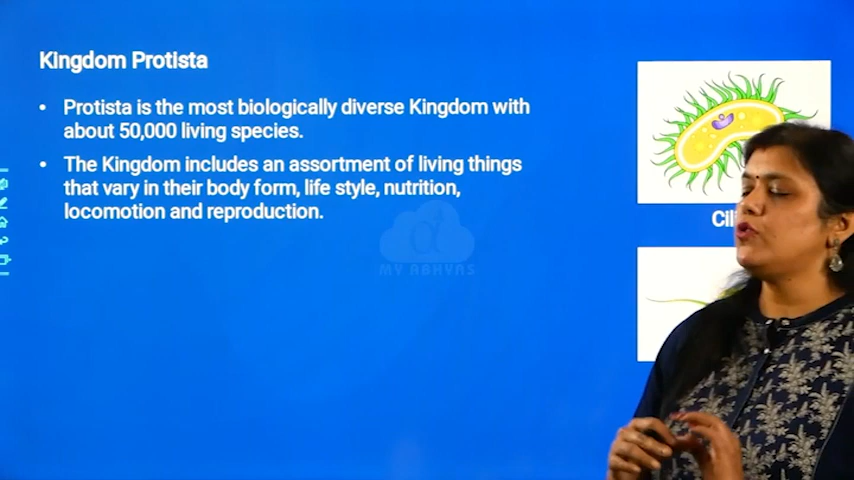 Kingdom Protista
• Protista is the most biologically diverse Kingdom with
about 50,000 living species.
• The Kingdom includes an assortment of living things
that vary in their body form, life style, nutrition,
locomotion and reproduction.
MY ABHYAS